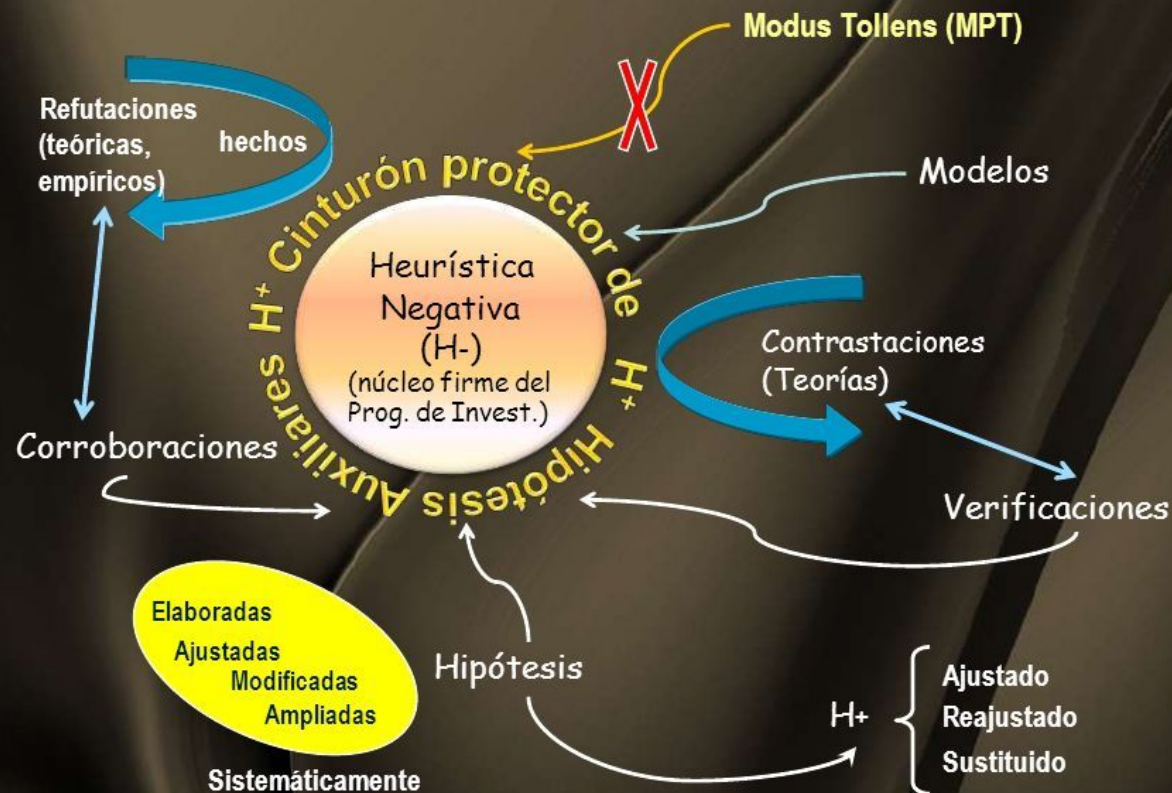 Modus Tollens (MPT)
Refutaciones
(teóricas,
empíricos)
hechos
Modelos
H+ Cinturón protector de H+ Hipótesis Auxiliares
Heurística
Negativa
(H-)
(núcleo firme del
Prog. de Invest.)
Contrastaciones
(Teorías)
Corroboraciones
Verificaciones
Elaboradas
Ajustadas
Modificadas
Ampliadas
Sistemáticamente
Hipótesis
H+
Ajustado
Reajustado
Sustituido